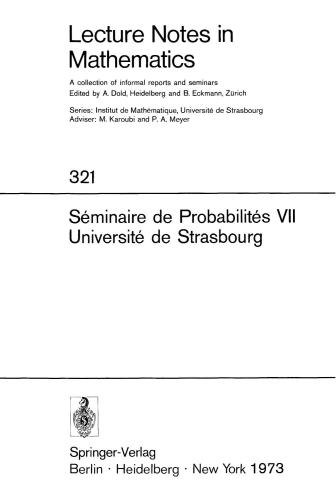 Lecture Notes in
Mathematics
A collection of informal reports and seminars
Edited by A. Dold, Heidelberg and B. Eckmann, Zürich
Series: Institut de Mathématique, Université de Strasbourg
Adviser: M. Karoubi and P. A. Meyer
321
Séminaire de Probabilités VII
Université de Strasbourg
Springer-Verlag
Berlin · Heidelberg · New York 1973